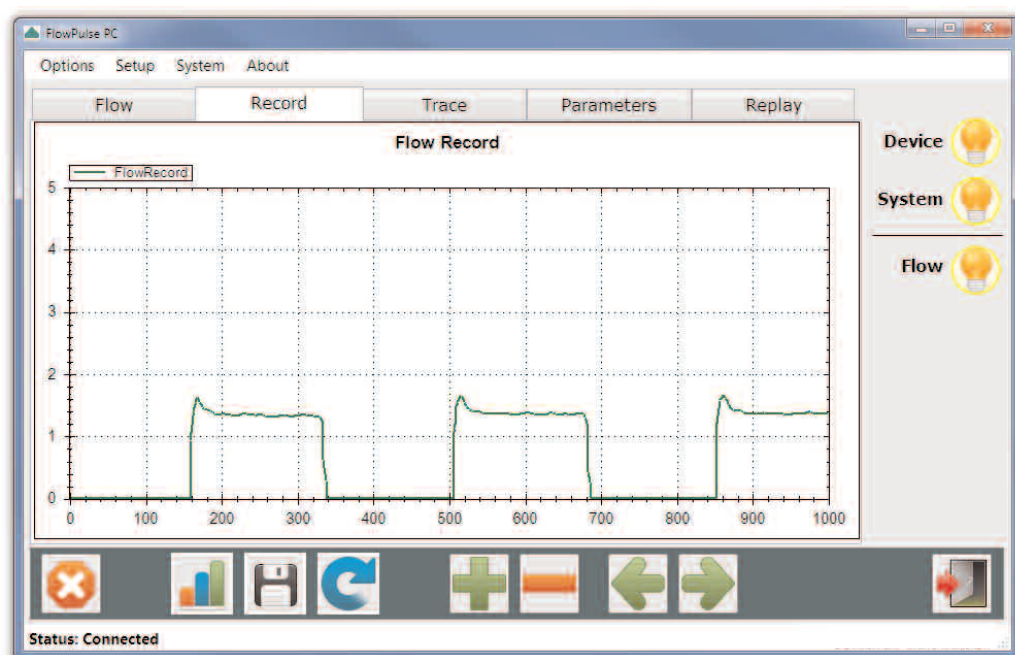 FlowPulse PC
Options Setup System About
Flow Record Trace Parameters Replay
Flow Record
FlowRecord
5
4
3
2
1
0
0 100 200 300 400 500 600 700 800 900 1000
Device
System
Flow
Status: Connected